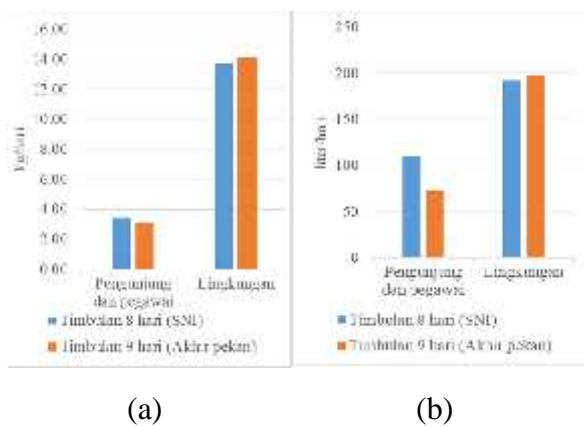 16.00
14.00
12.00
10.00
8.00
6.00
4.00
2.00
0.00
Kg/hari
Pengunjung dan pegawai
Lingkungan
Timbulan 8 hari (SNI)
Timbulan 9 hari (Akhir pekan)
(a)
250
200
150
100
50
0
liter/hari
Pengunjung dan pegawai
Lingkungan
Timbulan 8 hari (SNI)
Timbulan 9 hari (Akhir pekan)
(b)